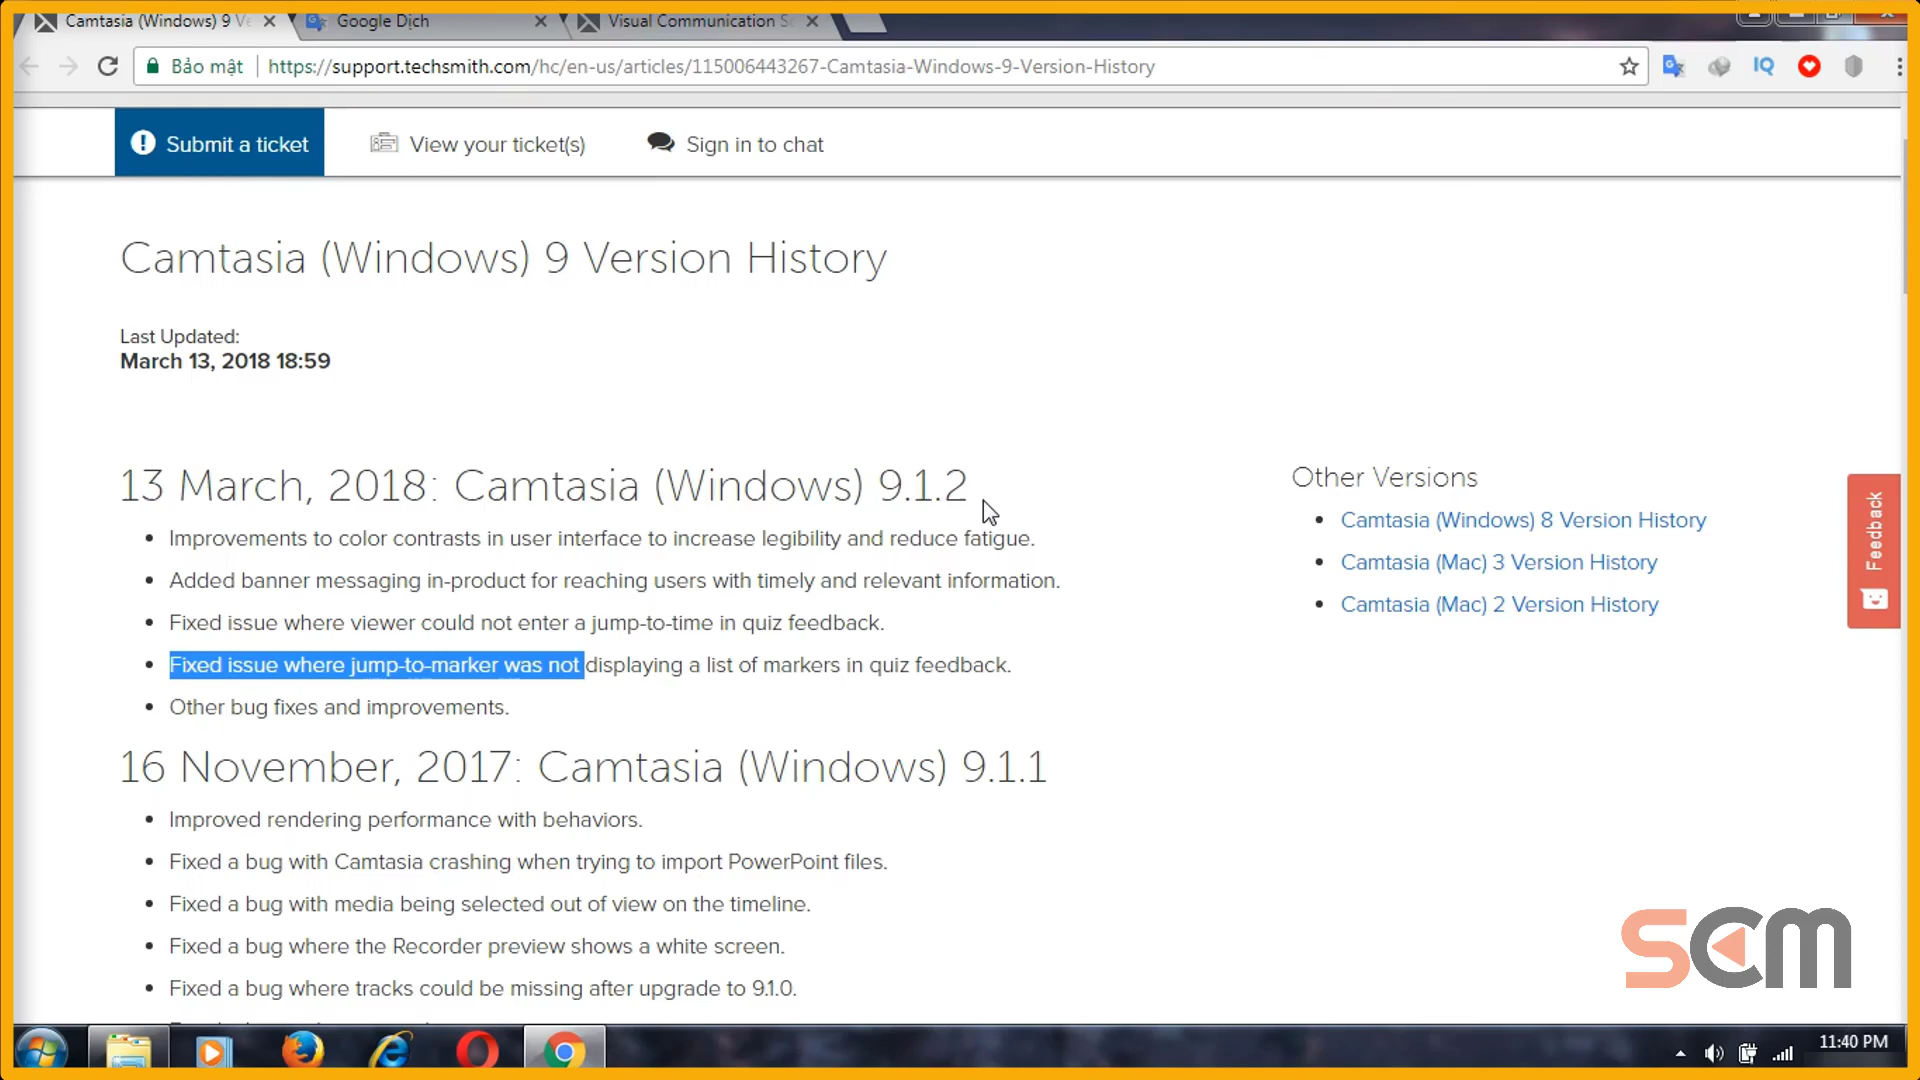 Camtasia (Windows) 9 Ve
Google Dịch
Visual Communication S
Bảo mật
https://support.techsmith.com/hc/en-us/articles/115006443267-Camtasia-Windows-9-Version-History
IQ
Submit a ticket
View your ticket(s)
Sign in to chat
Camtasia (Windows) 9 Version History
Last Updated:
March 13, 2018 18:59
13 March, 2018: Camtasia (Windows) 9.1.2
Improvements to color contrasts in user interface to increase legibility and reduce fatigue.
Added banner messaging in-product for reaching users with timely and relevant information.
Fixed issue where viewer could not enter a jump-to-time in quiz feedback.
Fixed issue where jump-to-marker was not displaying a list of markers in quiz feedback.
Other bug fixes and improvements.
16 November, 2017: Camtasia (Windows) 9.1.1
Improved rendering performance with behaviors.
Fixed a bug with Camtasia crashing when trying to import PowerPoint files.
Fixed a bug with media being selected out of view on the timeline.
Fixed a bug where the Recorder preview shows a white screen.
Fixed a bug where tracks could be missing after upgrade to 9.1.0.
Other Versions
Camtasia (Windows) 8 Version History
Camtasia (Mac) 3 Version History
Camtasia (Mac) 2 Version History
Feedback
SCM
11:40 PM